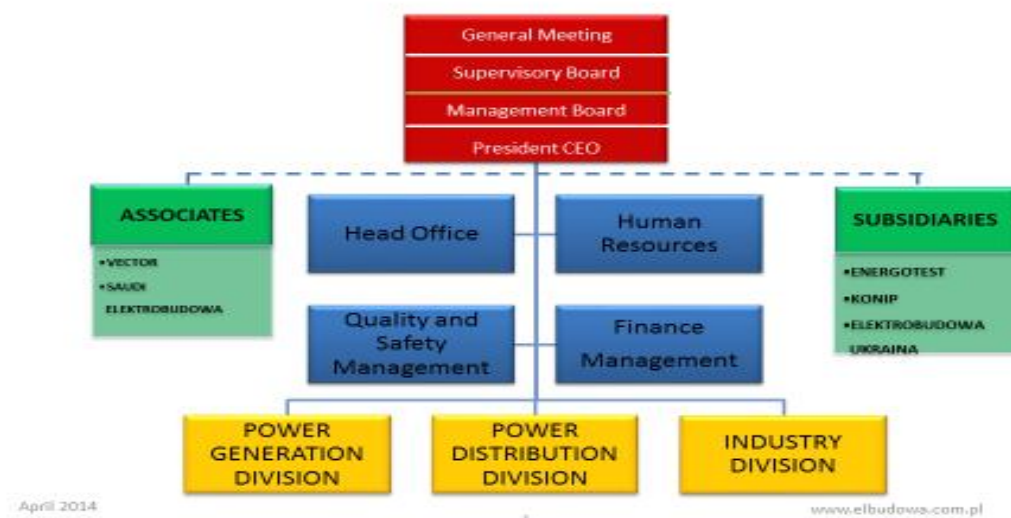 General Meeting
Supervisory Board
Management Board
President CEO
ASSOCIATES
•VECTOR
•SAUDI
ELEKTROBUDOWA
Head Office
Human
Resources
SUBSIDIARIES
•ENERGOTEST
•KONIP
•ELEKTROBUDOWA
UKRAINA
Quality and
Safety
Management
Finance
Management
POWER
GENERATION
DIVISION
POWER
DISTRIBUTION
DIVISION
INDUSTRY
DIVISION
April 2014
www.elbudowa.com.pl